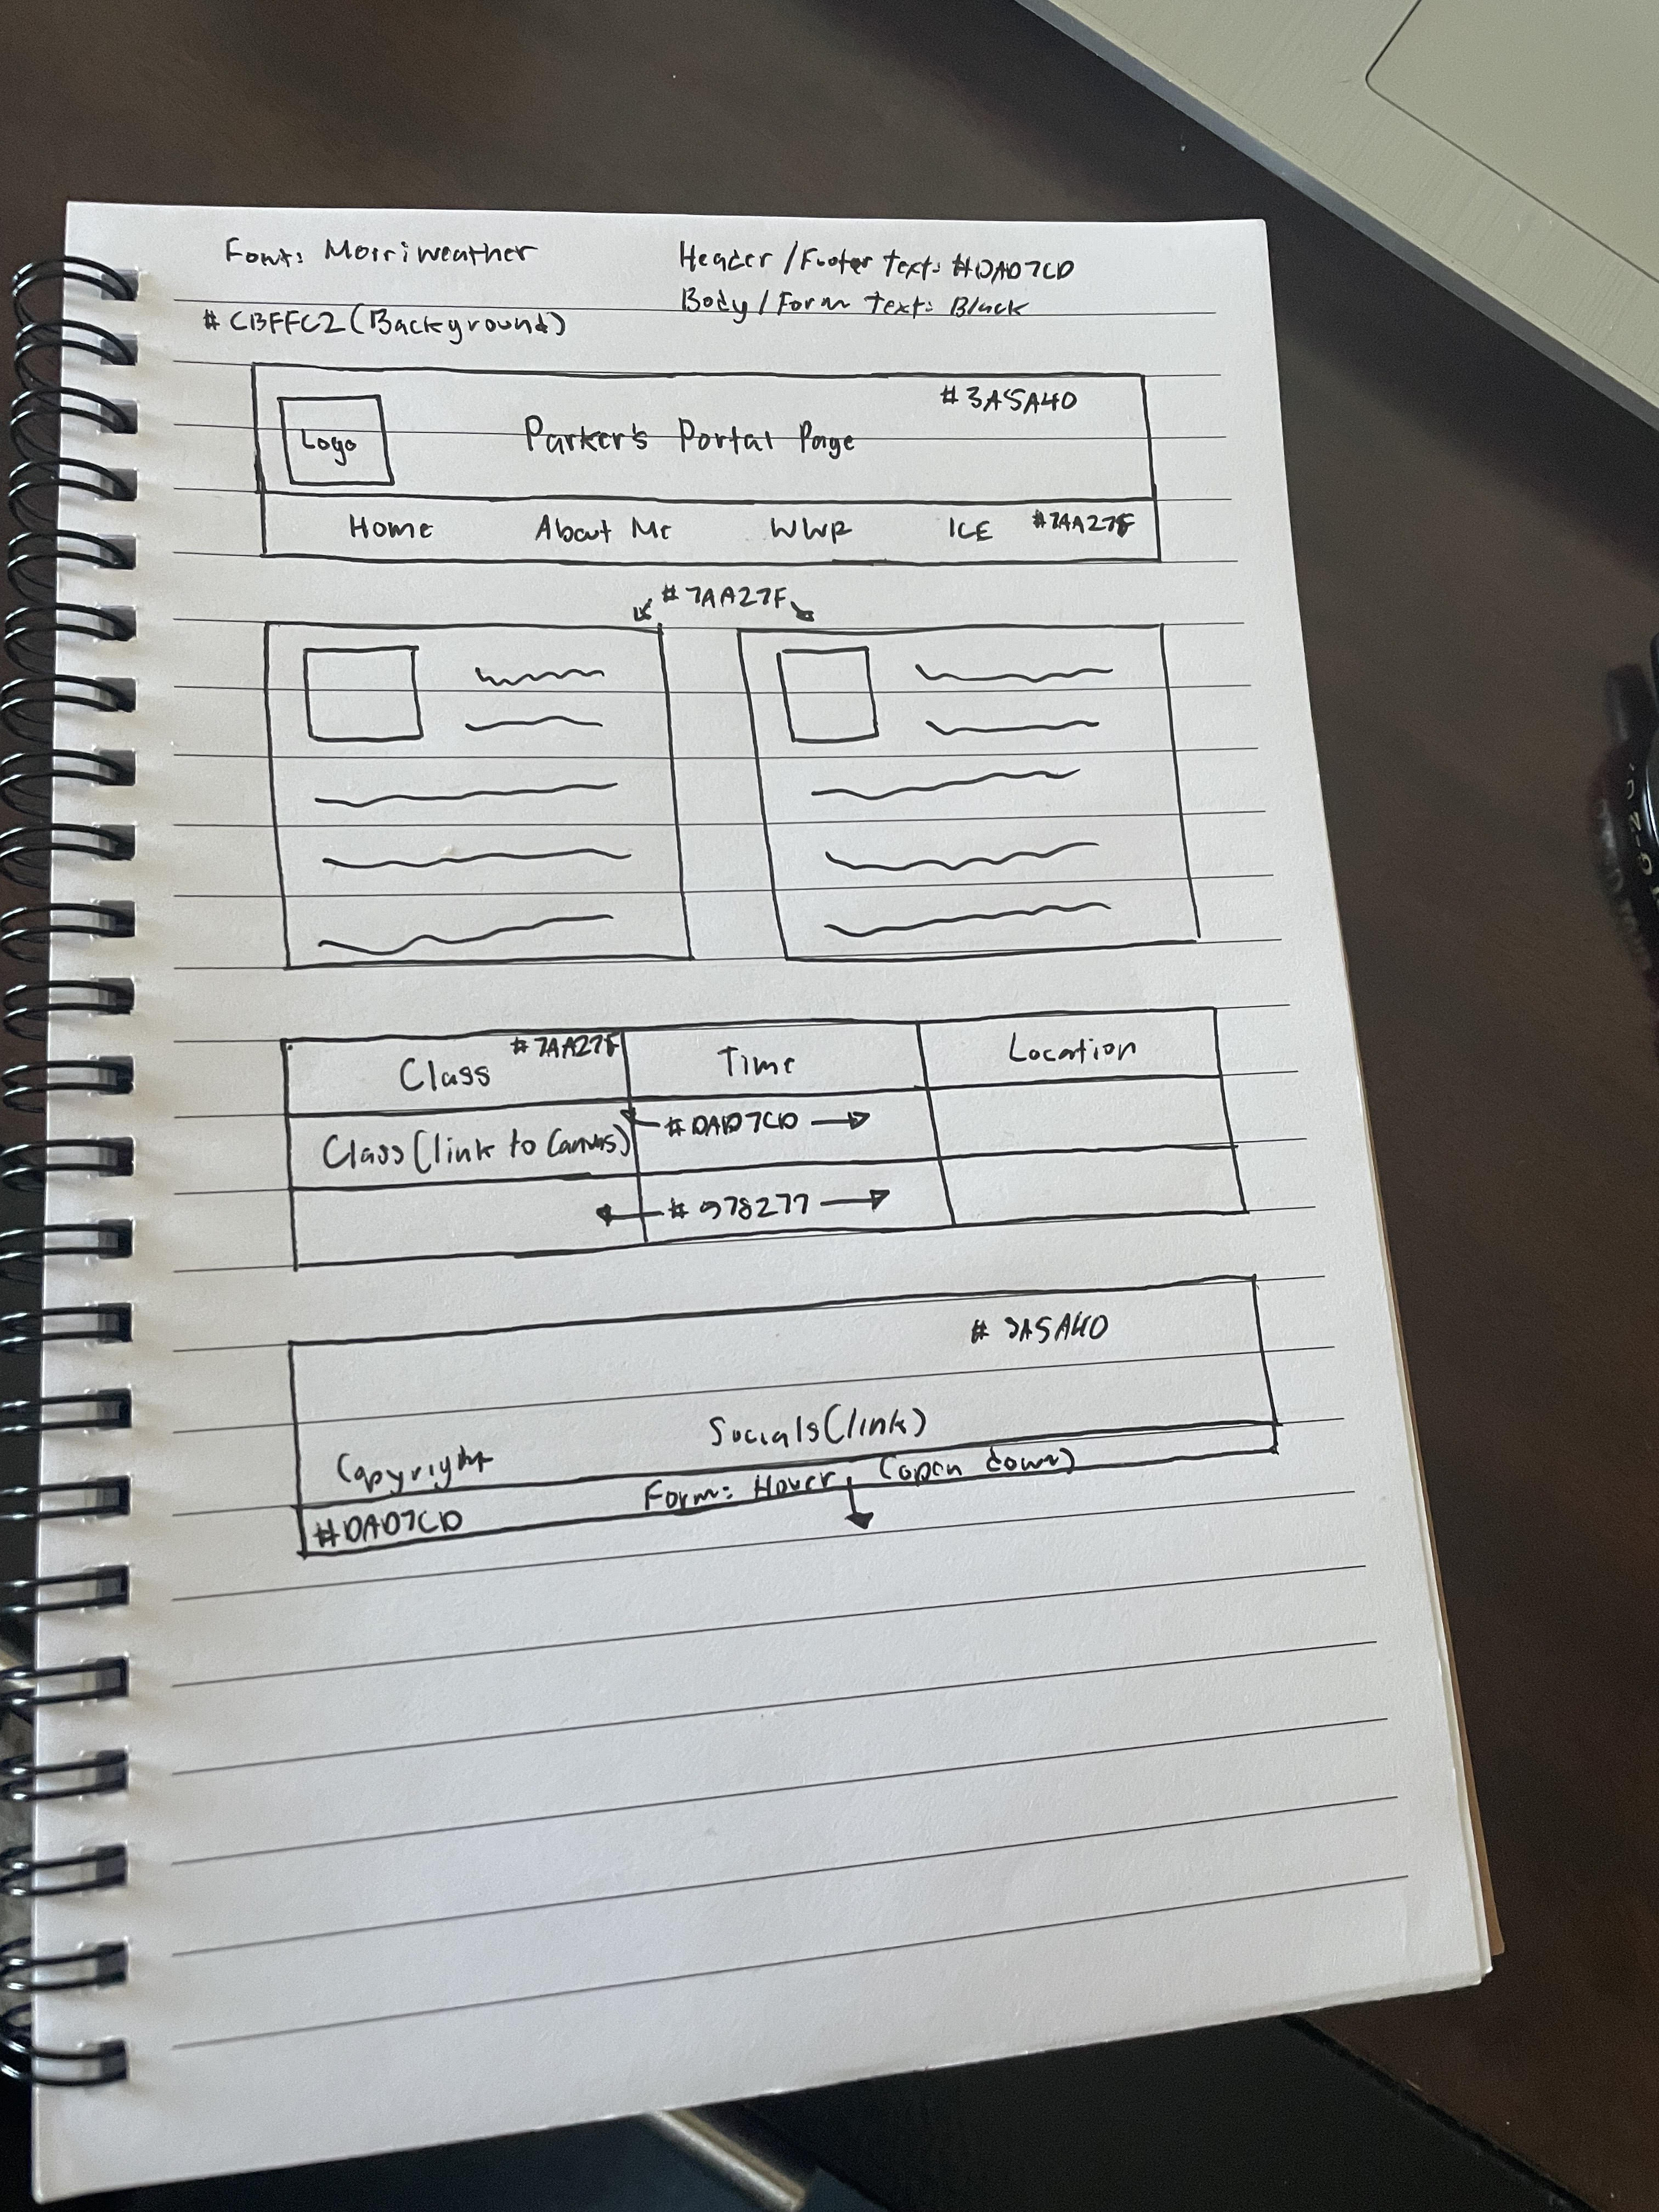 Font: Merriweather
Header/Footer text: #DAD7CD
Body/Form text: Black
#CBFFC2 (Background)
#3A5A40
Logo
Parker's Portal Page
Home About Me WWP ICE #7AA27F
#7AA27F
#7AA27F
Class Time Location
Class (link to Canvas) #DAD7CD
#978277
#3A5A40
Socials (link)
Copyright
Form: Hover (open down)
#DAD7CD